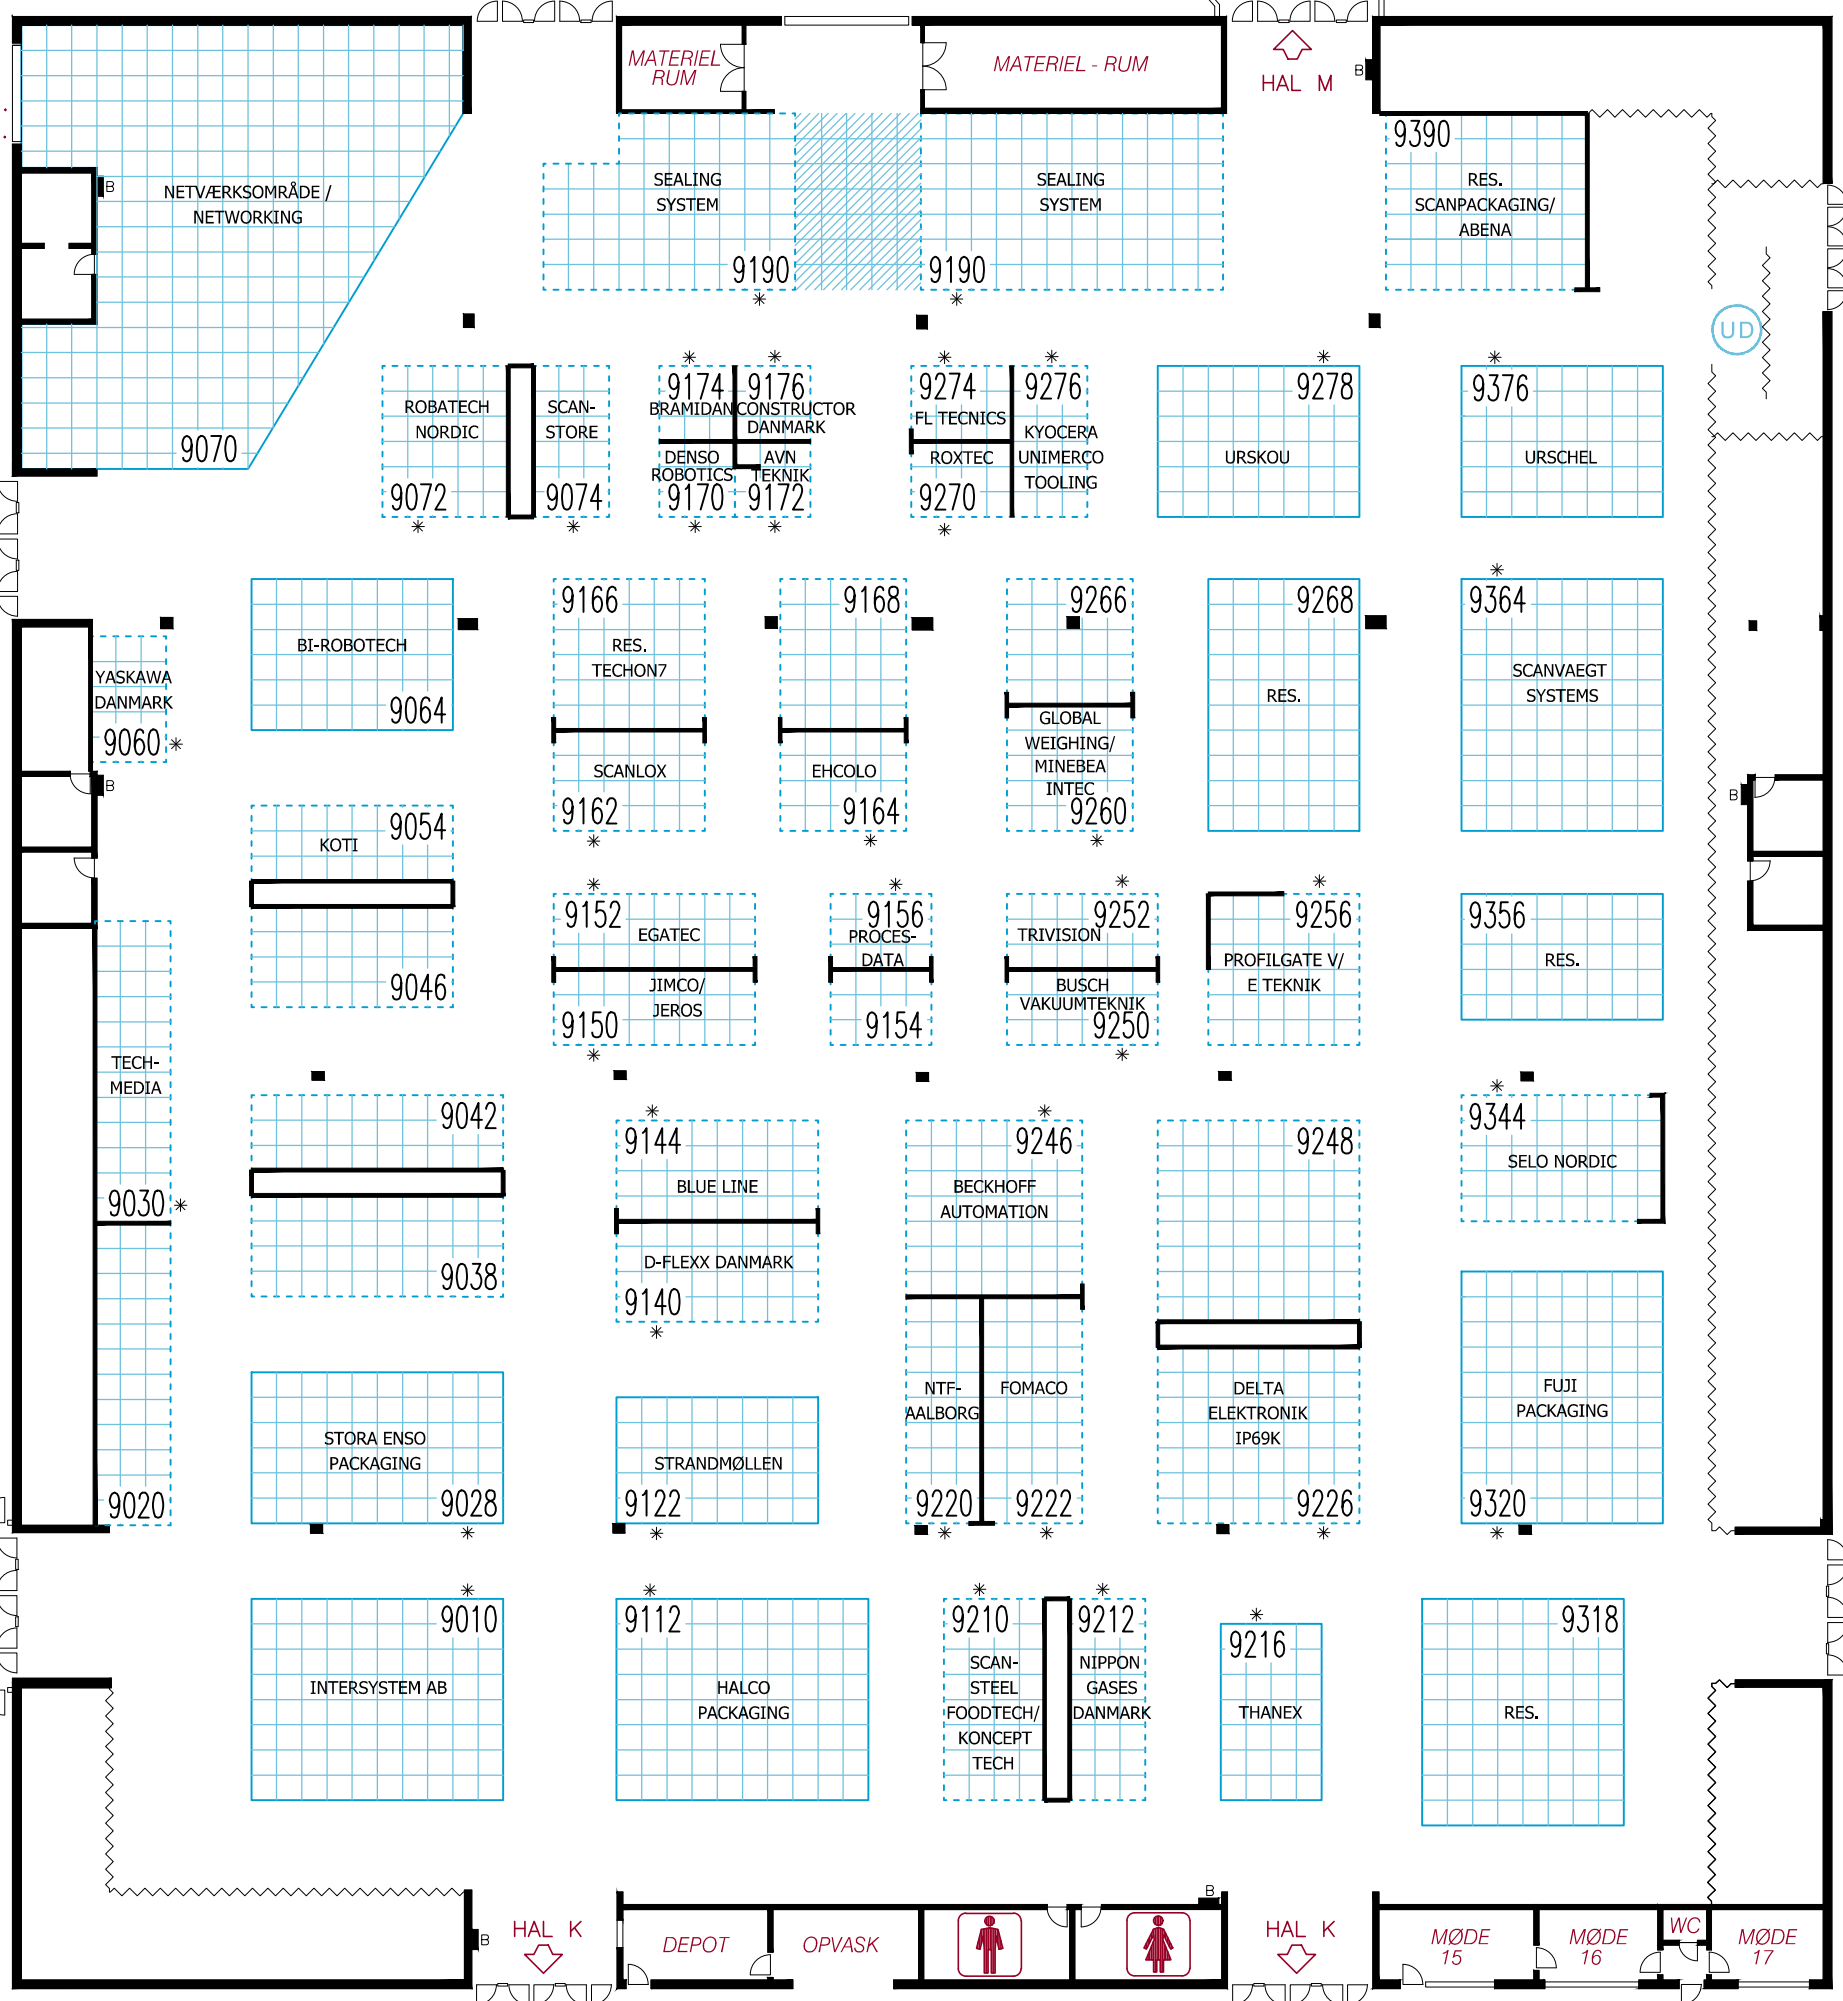 MATERIEL
RUM
MATERIEL - RUM
HAL M
B
9390
RES.
SCANPACKAGING/
ABENA
SEALING
SYSTEM
9190
SEALING
SYSTEM
9190
B
NETVÆRKSOMRÅDE /
NETWORKING
9070
UD
ROBATECH
NORDIC
9072
SCAN-
STORE
9074
9174
BRAMIDAN
9176
CONSTRUCTOR
DANMARK
DENSO
ROBOTICS
9170
AVN
TEKNIK
9172
9274
FL TECNICS
ROXTEC
9270
9276
KYOCERA
UNIMERCO
TOOLING
9278
URSKOU
9376
URSCHEL
YASKAWA
DANMARK
9060
B
BI-ROBOTECH
9064
9166
RES.
TECHON7
SCANLOX
9162
9168
EHCOLO
9164
9266
GLOBAL
WEIGHING/
MINEBEA
INTEC
9260
9268
RES.
9364
SCANVAEGT
SYSTEMS
B
9054
KOTI
9046
9152
EGATEC
JIMCO/
JEROS
9150
9156
PROCES-
DATA
9154
9252
TRIVISION
BUSCH
VAKUUMTEKNIK
9250
9256
PROFILGATE V/
E TEKNIK
9356
RES.
TECH-
MEDIA
9030
9020
9042
9038
9144
BLUE LINE
D-FLEXX DANMARK
9140
9246
BECKHOFF
AUTOMATION
NTF-
AALBORG
9220
FOMACO
9222
9248
DELTA
ELEKTRONIK
IP69K
9226
9344
SELO NORDIC
FUJI
PACKAGING
9320
STORA ENSO
PACKAGING
9028
STRANDMØLLEN
9122
9010
INTERSYSTEM AB
9112
HALCO
PACKAGING
9210
SCAN-
STEEL
FOODTECH/
KONCEPT
TECH
9212
NIPPON
GASES
DANMARK
9216
THANEX
9318
RES.
B
HAL K
DEPOT
OPVASK
B
HAL K
MØDE
15
MØDE
16
WC
MØDE
17